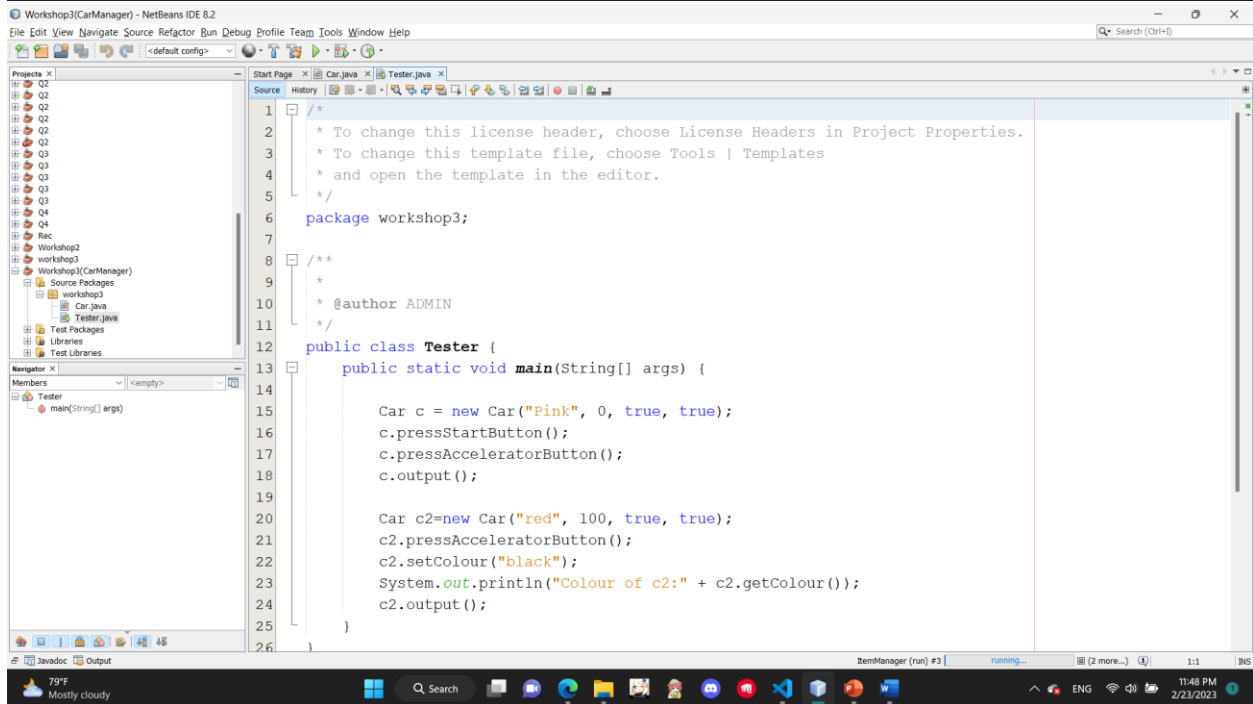 Workshop3(CarManager) - NetBeans IDE 8.2
File Edit View Navigate Source Refactor Run Debug Profile Team Tools Window Help
Search (Ctrl+I)
<default config>
Projects
Start Page
Car.java
Tester.java
Source
History
Q2
Q2
Q2
Q2
Q2
Q2
Q3
Q3
Q3
Q3
Q3
Q4
Q4
Rec
Workshop2
workshop3
Workshop3(CarManager)
Source Packages
workshop3
Car.java
Tester.java
Test Packages
Libraries
Test Libraries
Navigator
Members
<empty>
Tester
main(String[] args)
1 /*
2 * To change this license header, choose License Headers in Project Properties.
3 * To change this template file, choose Tools | Templates
4 * and open the template in the editor.
5 */
6 package workshop3;
7
8 /**
9 *
10 * @author ADMIN
11 */
12 public class Tester {
13 public static void main(String[] args) {
14
15 Car c = new Car("Pink", 0, true, true);
16 c.pressStartButton();
17 c.pressAcceleratorButton();
18 c.output();
19
20 Car c2=new Car("red", 100, true, true);
21 c2.pressAcceleratorButton();
22 c2.setColour("black");
23 System.out.println("Colour of c2:" + c2.getColour());
24 c2.output();
25 }
26 }
Javadoc
Output
ItemManager (run) #3
running...
(2 more...)
1:1
INS
79°F
Mostly cloudy
Search
ENG
11:48 PM
2/23/2023
1